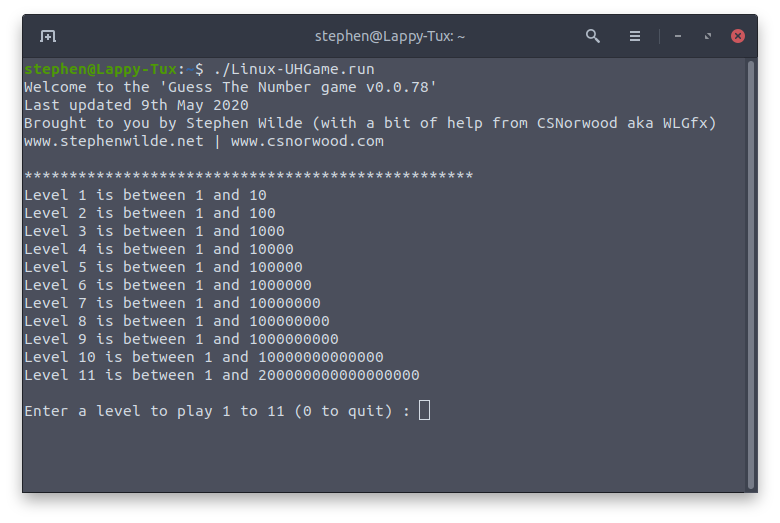 stephen@Lappy-Tux: ~
stephen@Lappy-Tux:~$ ./Linux-UHGame.run
Welcome to the 'Guess The Number game v0.0.78'
Last updated 9th May 2020
Brought to you by Stephen Wilde (with a bit of help from CSNorwood aka WLGfx)
www.stephenwilde.net | www.csnorwood.com
**************************************************
Level 1 is between 1 and 10
Level 2 is between 1 and 100
Level 3 is between 1 and 1000
Level 4 is between 1 and 10000
Level 5 is between 1 and 100000
Level 6 is between 1 and 1000000
Level 7 is between 1 and 10000000
Level 8 is between 1 and 100000000
Level 9 is between 1 and 1000000000
Level 10 is between 1 and 10000000000000
Level 11 is between 1 and 200000000000000000
Enter a level to play 1 to 11 (0 to quit) :